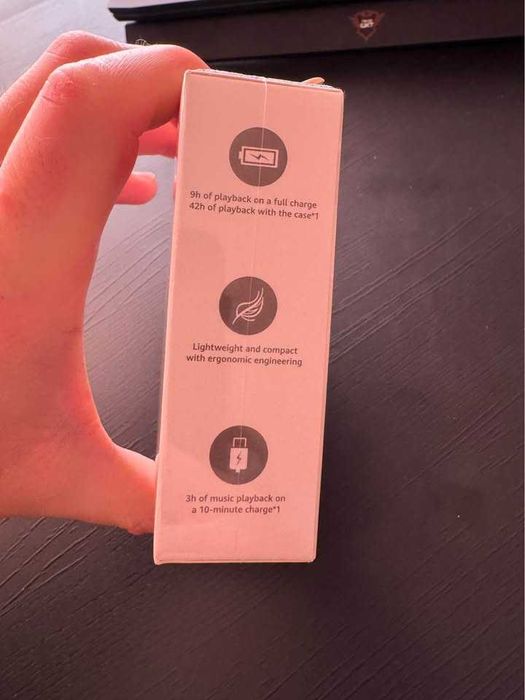 9h of playback on a full charge
42h of playback with the case*1
Lightweight and compact
with ergonomic engineering
3h of music playback on
a 10-minute charge*1